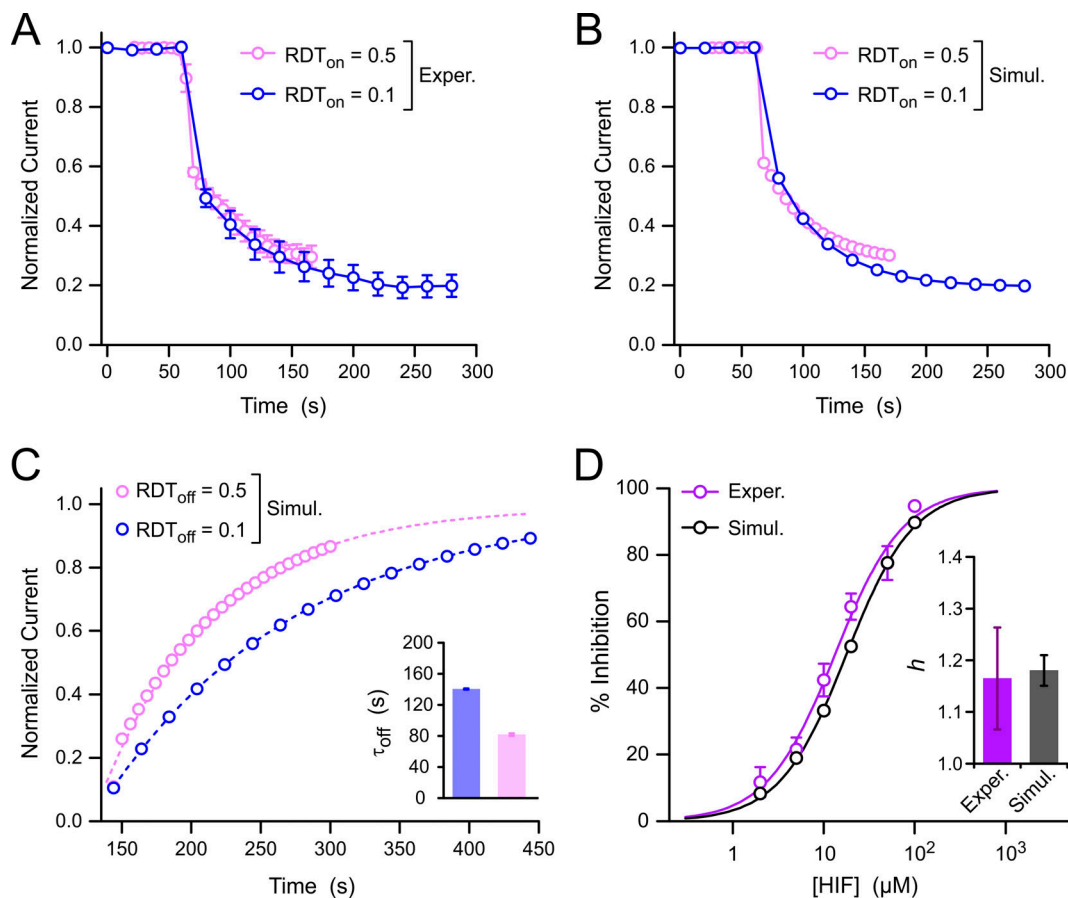 A
1.0
0.8
0.6
0.4
0.2
0.0
Normalized Current
0 50 100 150 200 250 300
Time (s)
RDTon = 0.5
RDTon = 0.1
Exper.
B
1.0
0.8
0.6
0.4
0.2
0.0
Normalized Current
0 50 100 150 200 250 300
Time (s)
RDTon = 0.5
RDTon = 0.1
Simul.
C
RDToff = 0.5
RDToff = 0.1
Simul.
1.0
0.8
0.6
0.4
0.2
0.0
Normalized Current
150 200 250 300 350 400 450
Time (s)
200
160
120
80
40
0
τoff (s)
D
Exper.
Simul.
100
80
60
40
20
0
% Inhibition
1 10 10² 10³
[HIF] (µM)
1.4
1.3
1.2
1.1
1.0
h
Exper.
Simul.